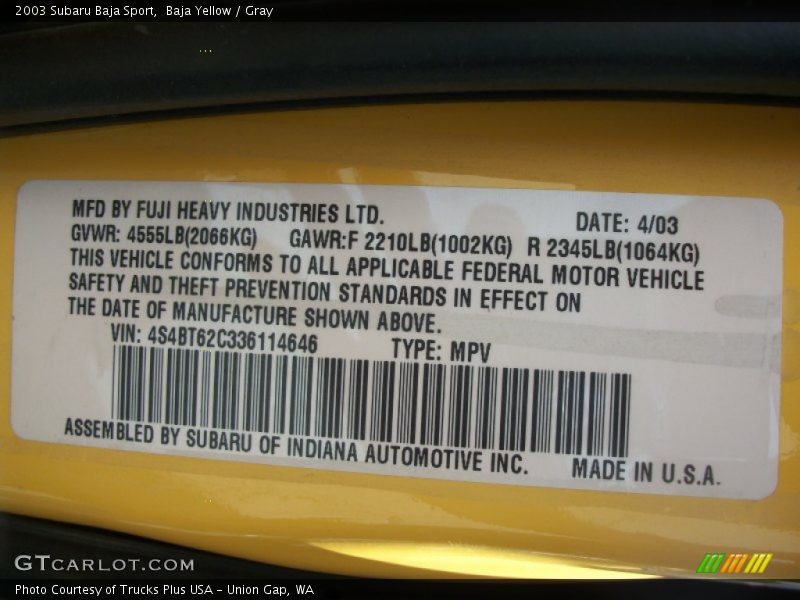 2003 Subaru Baja Sport,  Baja Yellow / Gray
MFD BY FUJI HEAVY INDUSTRIES LTD. DATE: 4/03
GVWR: 4555LB(2066KG) GAWR:F 2210LB(1002KG) R 2345LB(1064KG)
THIS VEHICLE CONFORMS TO ALL APPLICABLE FEDERAL MOTOR VEHICLE
SAFETY AND THEFT PREVENTION STANDARDS IN EFFECT ON
THE DATE OF MANUFACTURE SHOWN ABOVE.
VIN: 4S4BT62C336114646 TYPE: MPV
ASSEMBLED BY SUBARU OF INDIANA AUTOMOTIVE INC. MADE IN U.S.A.
GTCARLOT.COM
Photo Courtesy of Trucks Plus USA - Union Gap, WA